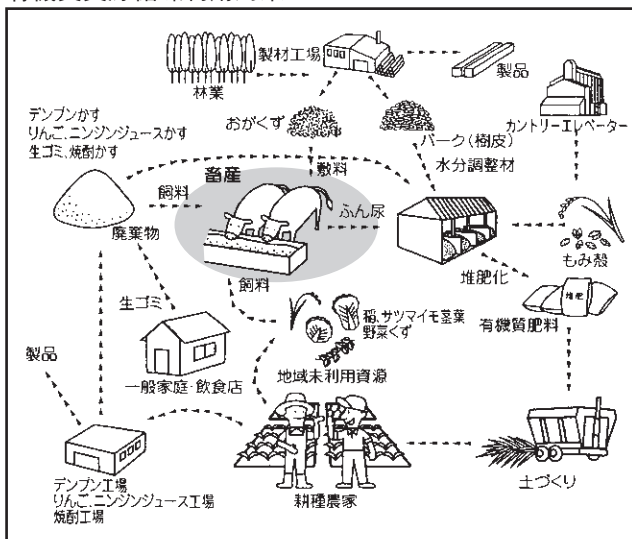 製材工場
製品
林業
カントリーエレベーター
デンプンかす
りんご、ニンジンジュースかす
生ゴミ、焼酎かす
おがくず
バーク(樹皮)
水分調整材
敷料
畜産
飼料
ふん尿
廃棄物
もみ殻
堆肥化
飼料
堆肥
有機質肥料
生ゴミ
稲、サツマイモ茎葉
野菜くず
地域未利用資源
製品
一般家庭・飲食店
デンプン工場
りんご、ニンジンジュース工場
焼酎工場
耕種農家
土づくり